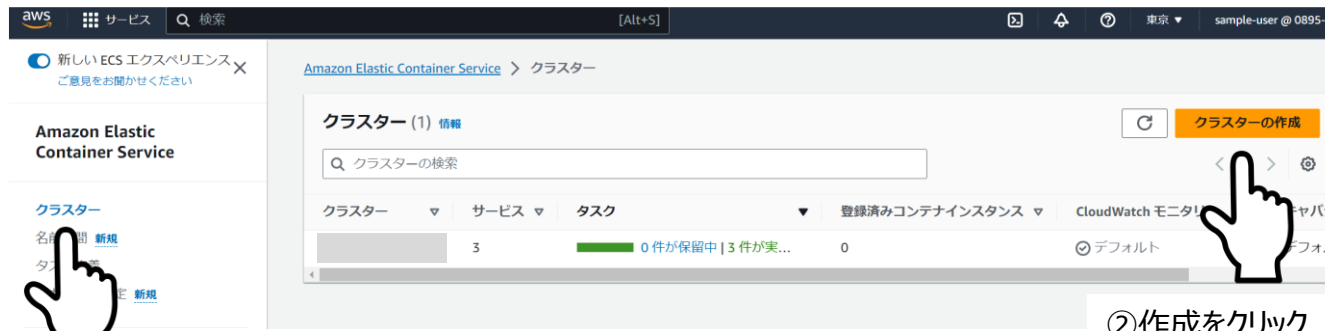 aws サービス 検索 [Alt+S] 東京 ▼ sample-user @ 0895-
新しい ECS エクスペリエンス
ご意見をお聞かせください
Amazon Elastic Container Service > クラスター
Amazon Elastic
Container Service
クラスター (1) 情報
クラスターの作成
クラスターの検索
クラスター
新規
新規
クラスター サービス タスク 登録済みコンテナインスタンス CloudWatch モニタリ
3 0 件が保留中 | 3 件が実... 0 デフォルト
②作成をクリック